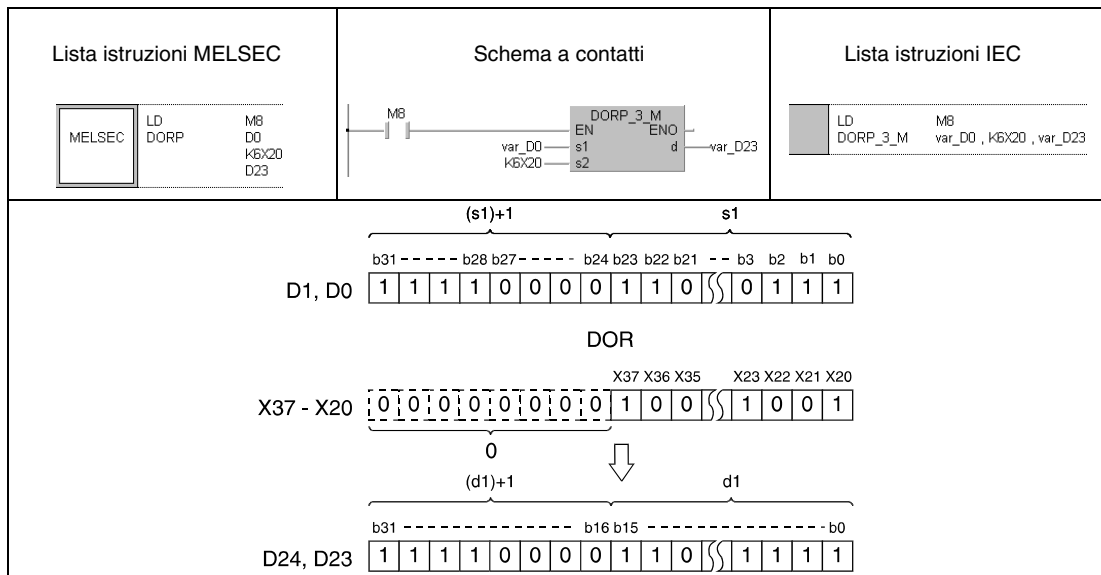 Lista istruzioni MELSEC
Schema a contatti
Lista istruzioni IEC
MELSEC
LD M8
DORP D0
K6X20
D23
M8
DORP_3_M
EN ENO
var_D0 s1 d var_D23
K6X20 s2
LD M8
DORP_3_M var_D0 , K6X20 , var_D23
(s1)+1 s1
b31 b28 b27 b24 b23 b22 b21 b3 b2 b1 b0
D1, D0 1 1 1 1 0 0 0 0 1 1 0 0 1 1 1
DOR
X37 X36 X35 X23 X22 X21 X20
X37 - X20 0 0 0 0 0 0 0 0 1 0 0 1 0 0 1
0
(d1)+1 d1
b31 b16 b15 b0
D24, D23 1 1 1 1 0 0 0 0 1 1 0 1 1 1 1